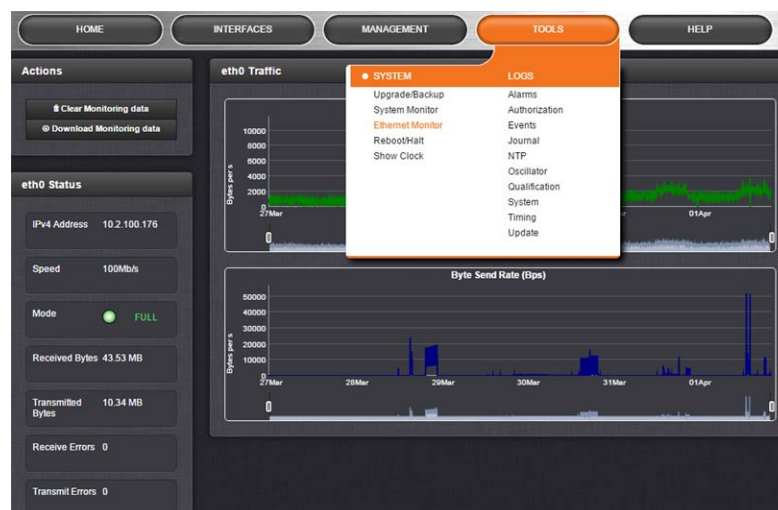 HOME
INTERFACES
MANAGEMENT
TOOLS
HELP
Actions
Clear Monitoring data
Download Monitoring data
eth0 Status
IPv4 Address 10.2.100.176
Speed 100Mb/s
Mode FULL
Received Bytes 43.53 MB
Transmitted 10.34 MB
Bytes
Receive Errors 0
Transmit Errors 0
eth0 Traffic
SYSTEM
Upgrade/Backup
System Monitor
Ethernet Monitor
Reboot/Halt
Show Clock
LOGS
Alarms
Authorization
Events
Journal
NTP
Oscillator
Qualification
System
Timing
Update
10000
8000
6000
4000
2000
0
Bytes per s
27Mar
01Apr
Byte Send Rate (Bps)
50000
40000
30000
20000
10000
0
Bytes per s
27Mar 28Mar 29Mar 30Mar 31Mar 01Apr